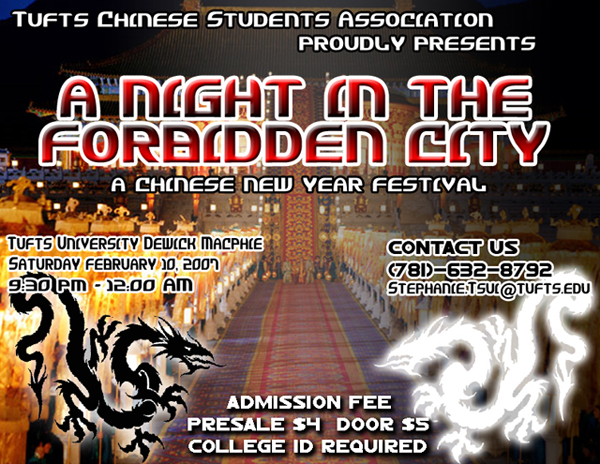 Tufts Chinese Students Association
proudly presents
A Night in the
Forbidden City
A Chinese New Year Festival
Tufts University Dewick Macphie
Saturday February 10, 2007
9:30 pm - 12:00 AM
Contact us
(781)-632-8792
Stephanie.Tsui@tufts.edu
Admission Fee
Presale $4 Door $5
College ID Required